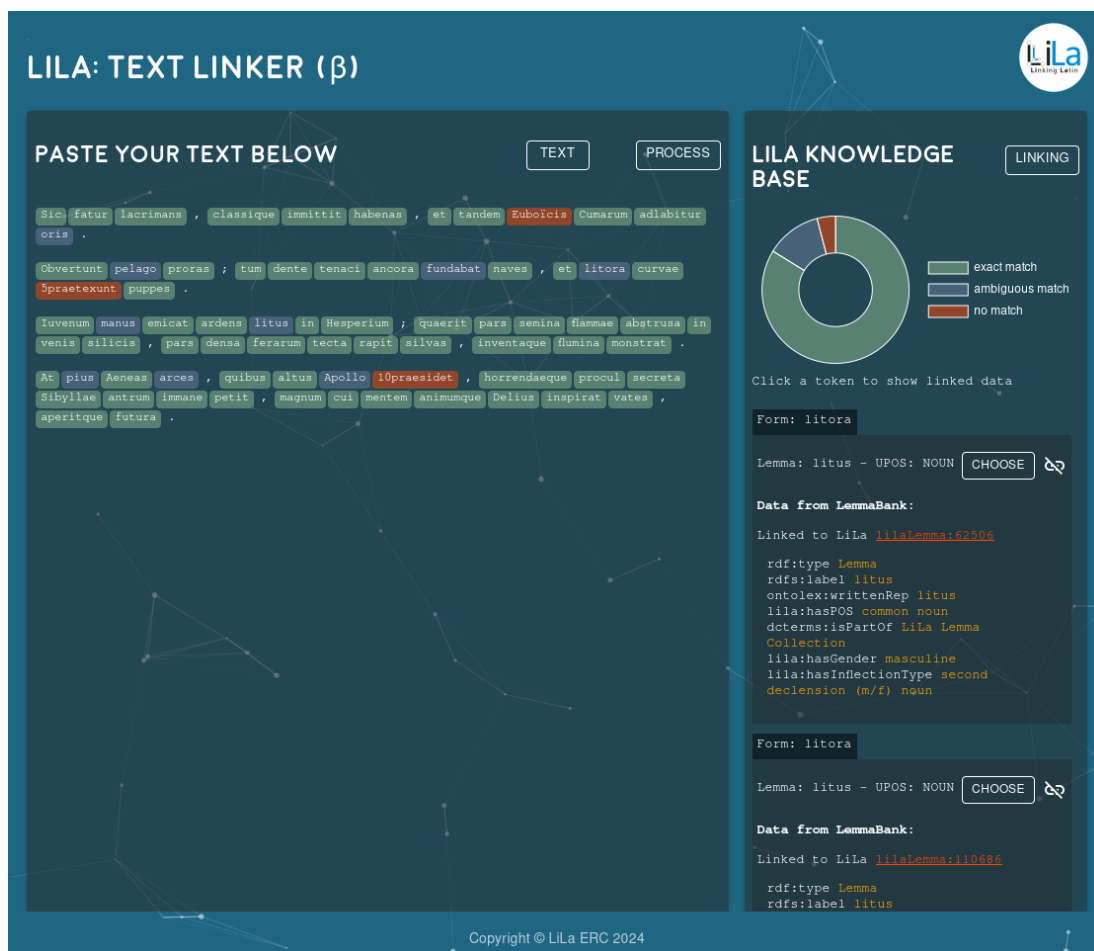 LILA: TEXT LINKER (β)
LiLa
Linking Latin
PASTE YOUR TEXT BELOW
TEXT
PROCESS
Sic fatur lacrimans , classique immittit habenas , et tandem Euboïcis Cumarum adlabitur
oris .
Obvertunt pelago proras ; tum dente tenaci ancora fundabat naves , et litora curvae
5praetexunt puppes .
Iuvenum manus emicat ardens litus in Hesperium ; quaerit pars semina flammae abstrusa in
venis silicis , pars densa ferarum tecta rapit silvas , inventaque flumina monstrat .
At pius Aeneas arces , quibus altus Apollo 10praesidet , horrendaeque procul secreta
Sibyllae antrum immane petit , magnum cui mentem animumque Delius inspirat vates ,
aperitque futura .
LILA KNOWLEDGE
BASE
LINKING
exact match
ambiguous match
no match
Click a token to show linked data
Form: litora
Lemma: litus - UPOS: NOUN CHOOSE
Data from LemmaBank:
Linked to LiLa lilaLemma:62506
rdf:type Lemma
rdfs:label litus
ontolex:writtenRep litus
lila:hasPOS common noun
dcterms:isPartOf LiLa Lemma
Collection
lila:hasGender masculine
lila:hasInflectionType second
declension (m/f) noun
Form: litora
Lemma: litus - UPOS: NOUN CHOOSE
Data from LemmaBank:
Linked to LiLa lilaLemma:110686
rdf:type Lemma
rdfs:label litus
Copyright © LiLa ERC 2024